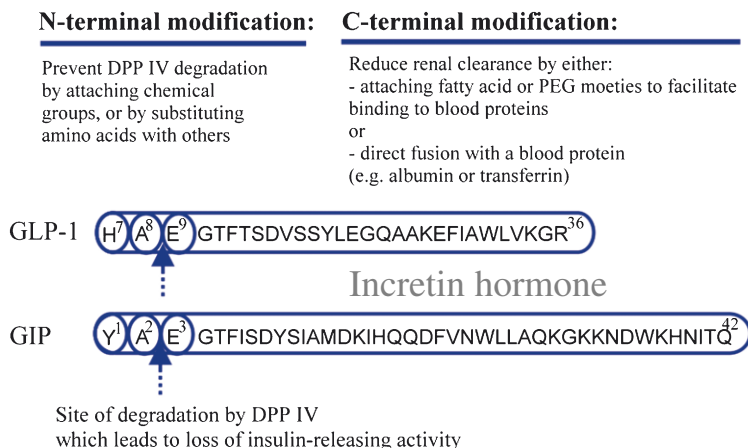 N-terminal modification:
Prevent DPP IV degradation
by attaching chemical
groups, or by substituting
amino acids with others
C-terminal modification:
Reduce renal clearance by either:
- attaching fatty acid or PEG moeties to facilitate
binding to blood proteins
or
- direct fusion with a blood protein
(e.g. albumin or transferrin)
GLP-1 H7 A8 E9 GTFTSDVSSYLEGQAAKEFIAWLVKGR36
Incretin hormone
GIP Y1 A2 E3 GTFISDYSIAMDKIHQQDFVNWLLAQKGKKNDWKHNITQ42
Site of degradation by DPP IV
which leads to loss of insulin-releasing activity